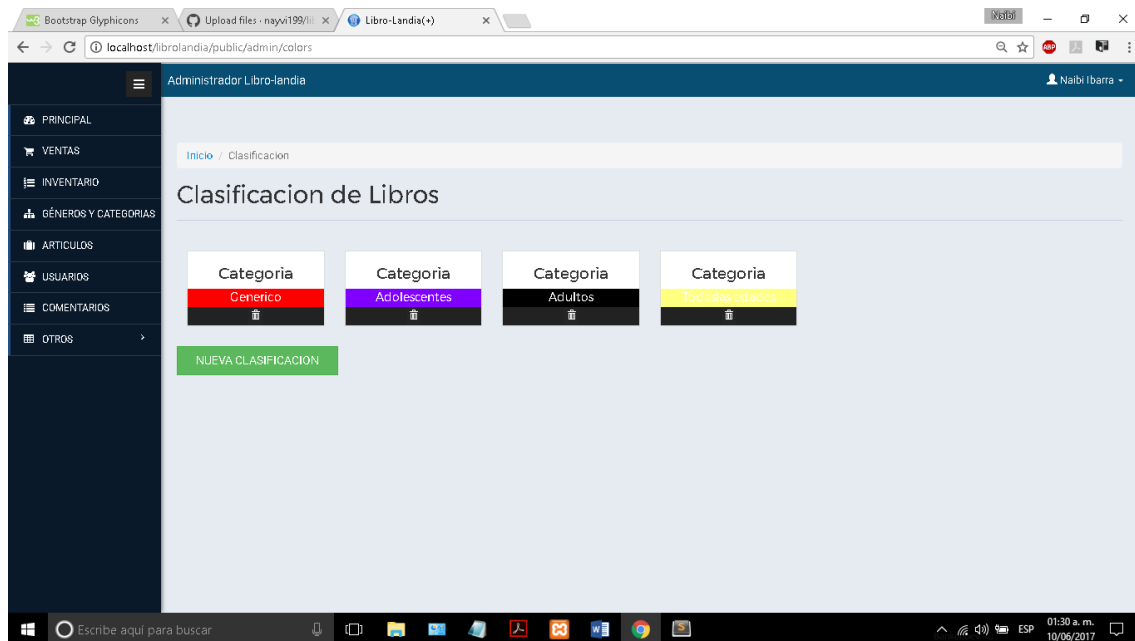 Bootstrap Glyphicons
Upload files · nayvi199/li
Libro-Landia(+)
Naibi
localhost/librolandia/public/admin/colors
ABP
Administrador Libro-landia
Naibi Ibarra
PRINCIPAL
VENTAS
INVENTARIO
GÉNEROS Y CATEGORIAS
ARTICULOS
USUARIOS
COMENTARIOS
OTROS
Inicio / Clasificacion
Clasificacion de Libros
Categoria
Generico
Categoria
Adolescentes
Categoria
Adultos
Categoria
NUEVA CLASIFICACION
Escribe aquí para buscar
ESP
01:30 a. m.
10/06/2017